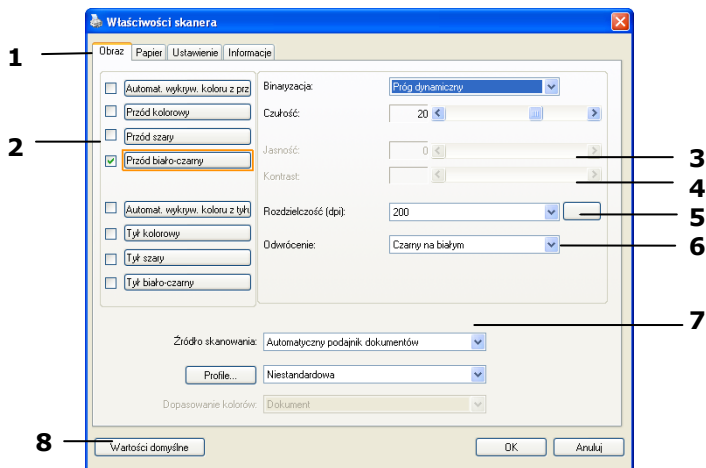 Właściwości skanera
1
Obraz Papier Ustawienie Informacje
2
Automat. wykryw. koloru z prz
Przód kolorowy
Przód szary
Przód biało-czarny
Automat. wykryw. koloru z tyłu
Tył kolorowy
Tył szary
Tył biało-czarny
Binaryzacja: Próg dynamiczny
Czułość: 20
Jasność: 0
3
Kontrast:
4
Rozdzielczość (dpi): 200
5
Odwrócenie: Czarny na białym
6
7
Źródło skanowania: Automatyczny podajnik dokumentów
Profile... Niestandardowa
Dopasowanie kolorów: Dokument
8
Wartości domyślne OK Anuluj